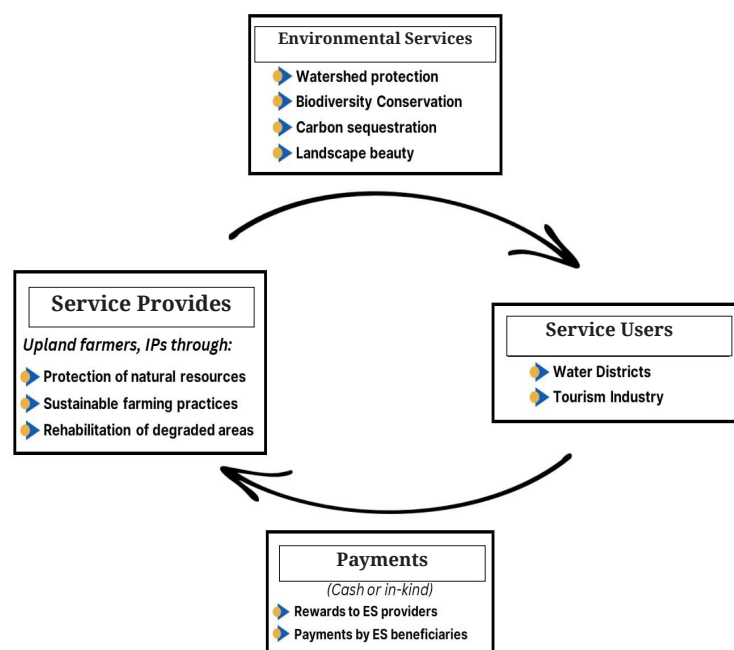 Environmental Services
Watershed protection
Biodiversity Conservation
Carbon sequestration
Landscape beauty
Service Provides
Upland farmers, IPs through:
Protection of natural resources
Sustainable farming practices
Rehabilitation of degraded areas
Service Users
Water Districts
Tourism Industry
Payments
(Cash or in-kind)
Rewards to ES providers
Payments by ES beneficiaries